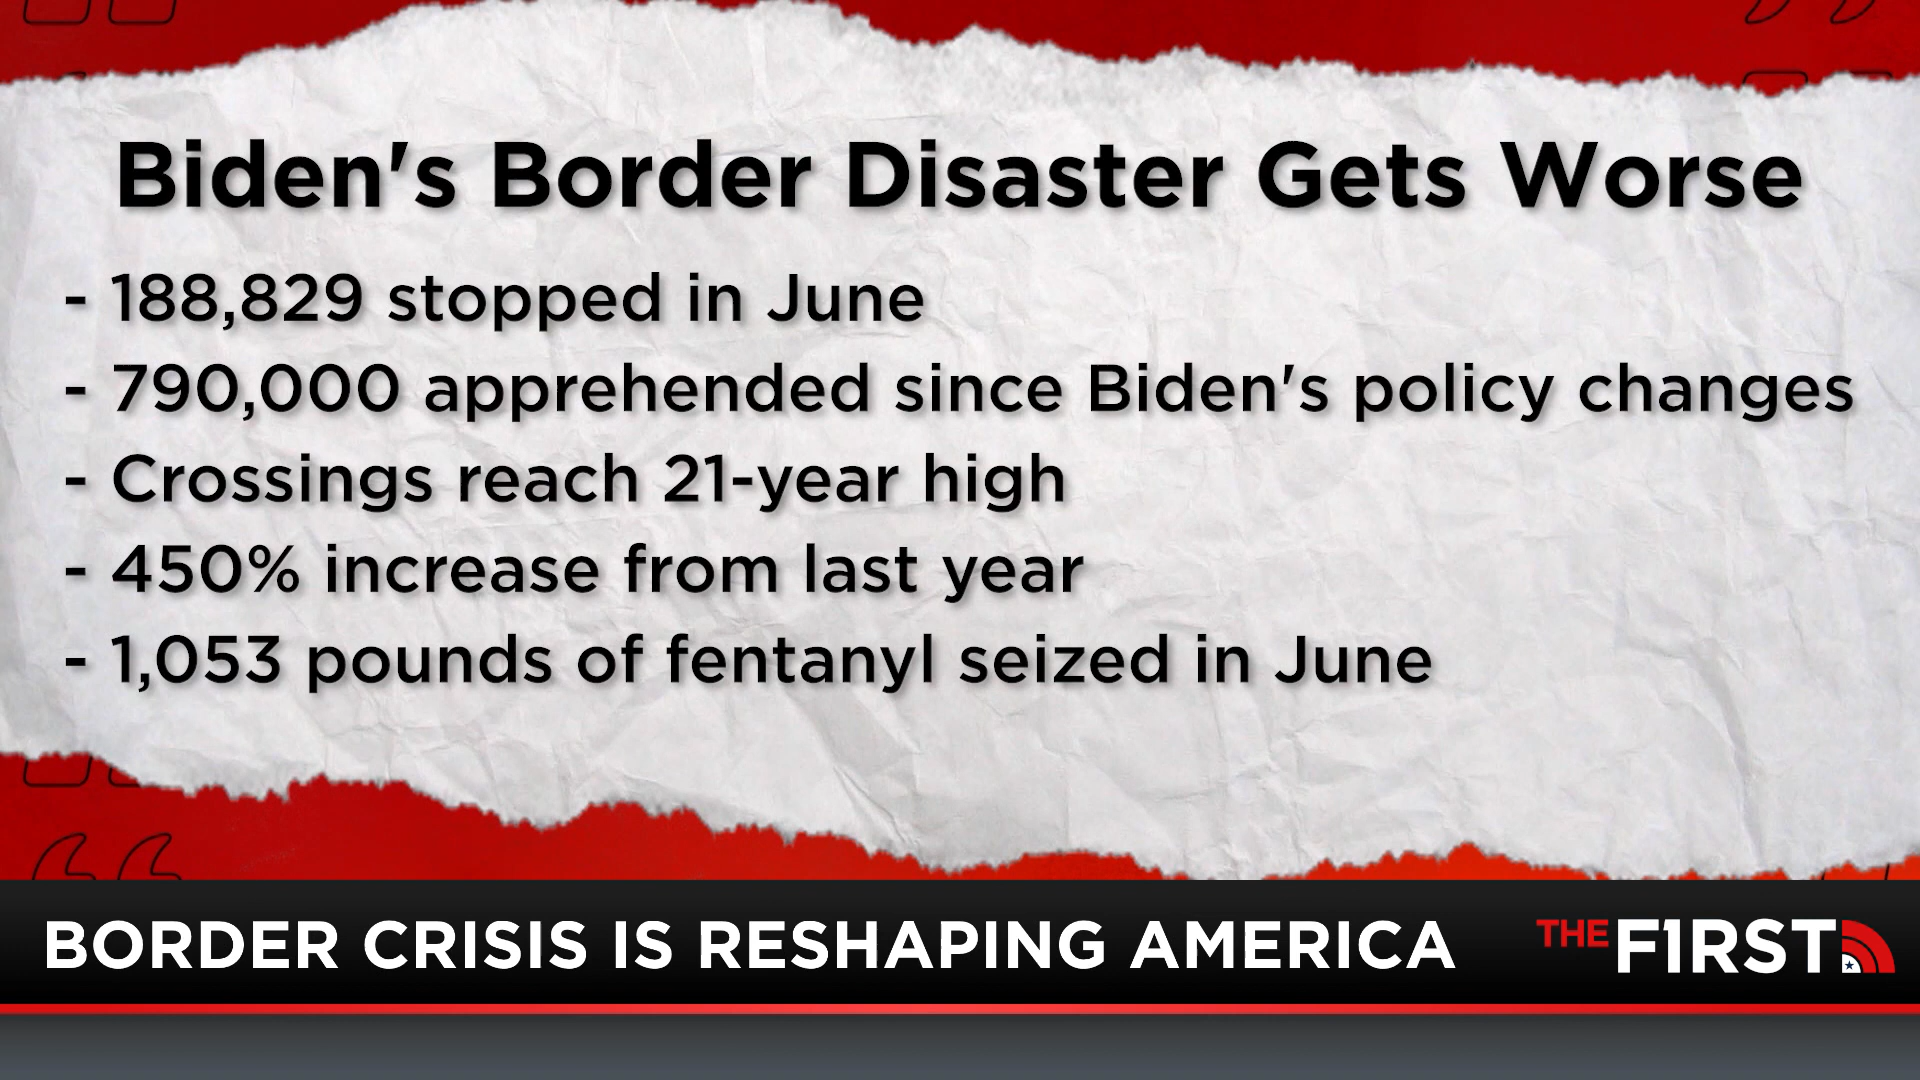 Biden's Border Disaster Gets Worse
- 188,829 stopped in June
- 790,000 apprehended since Biden's policy changes
- Crossings reach 21-year high
- 450% increase from last year
- 1,053 pounds of fentanyl seized in June
BORDER CRISIS IS RESHAPING AMERICA
THE F1RST